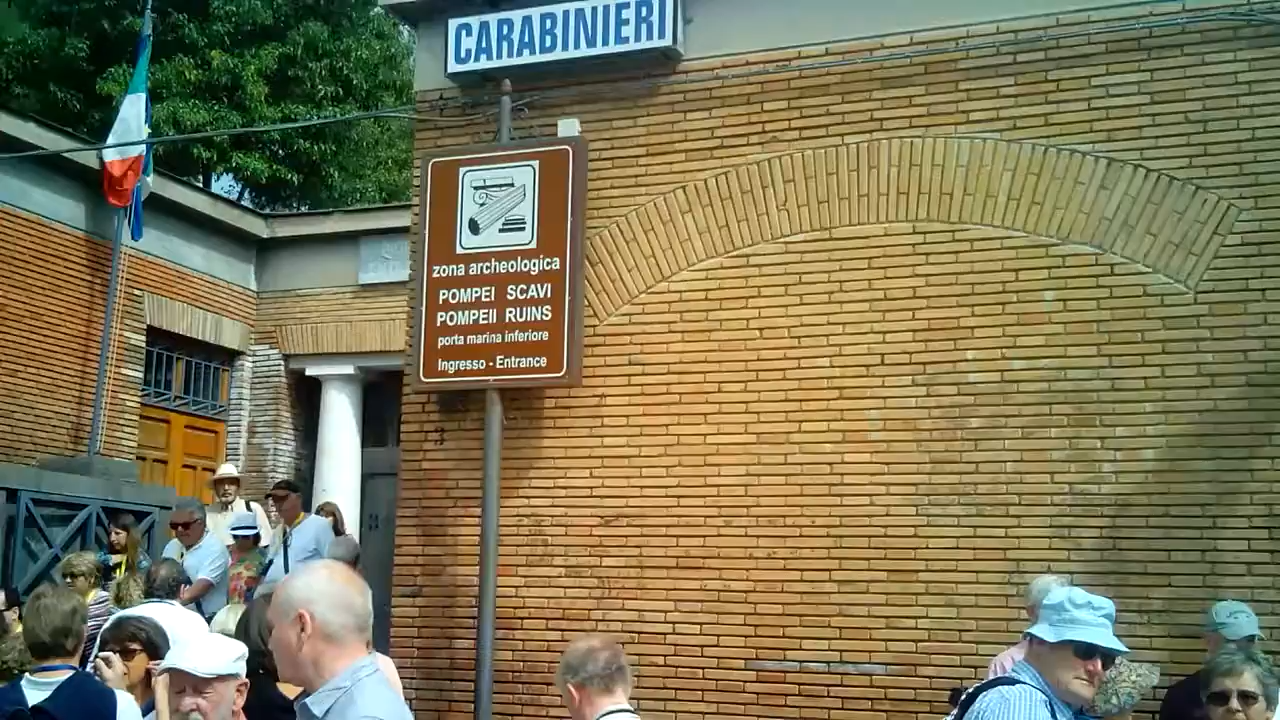 CARABINIERI
zona archeologica
POMPEI SCAVI
POMPEII RUINS
porta marina inferiore
Ingresso - Entrance